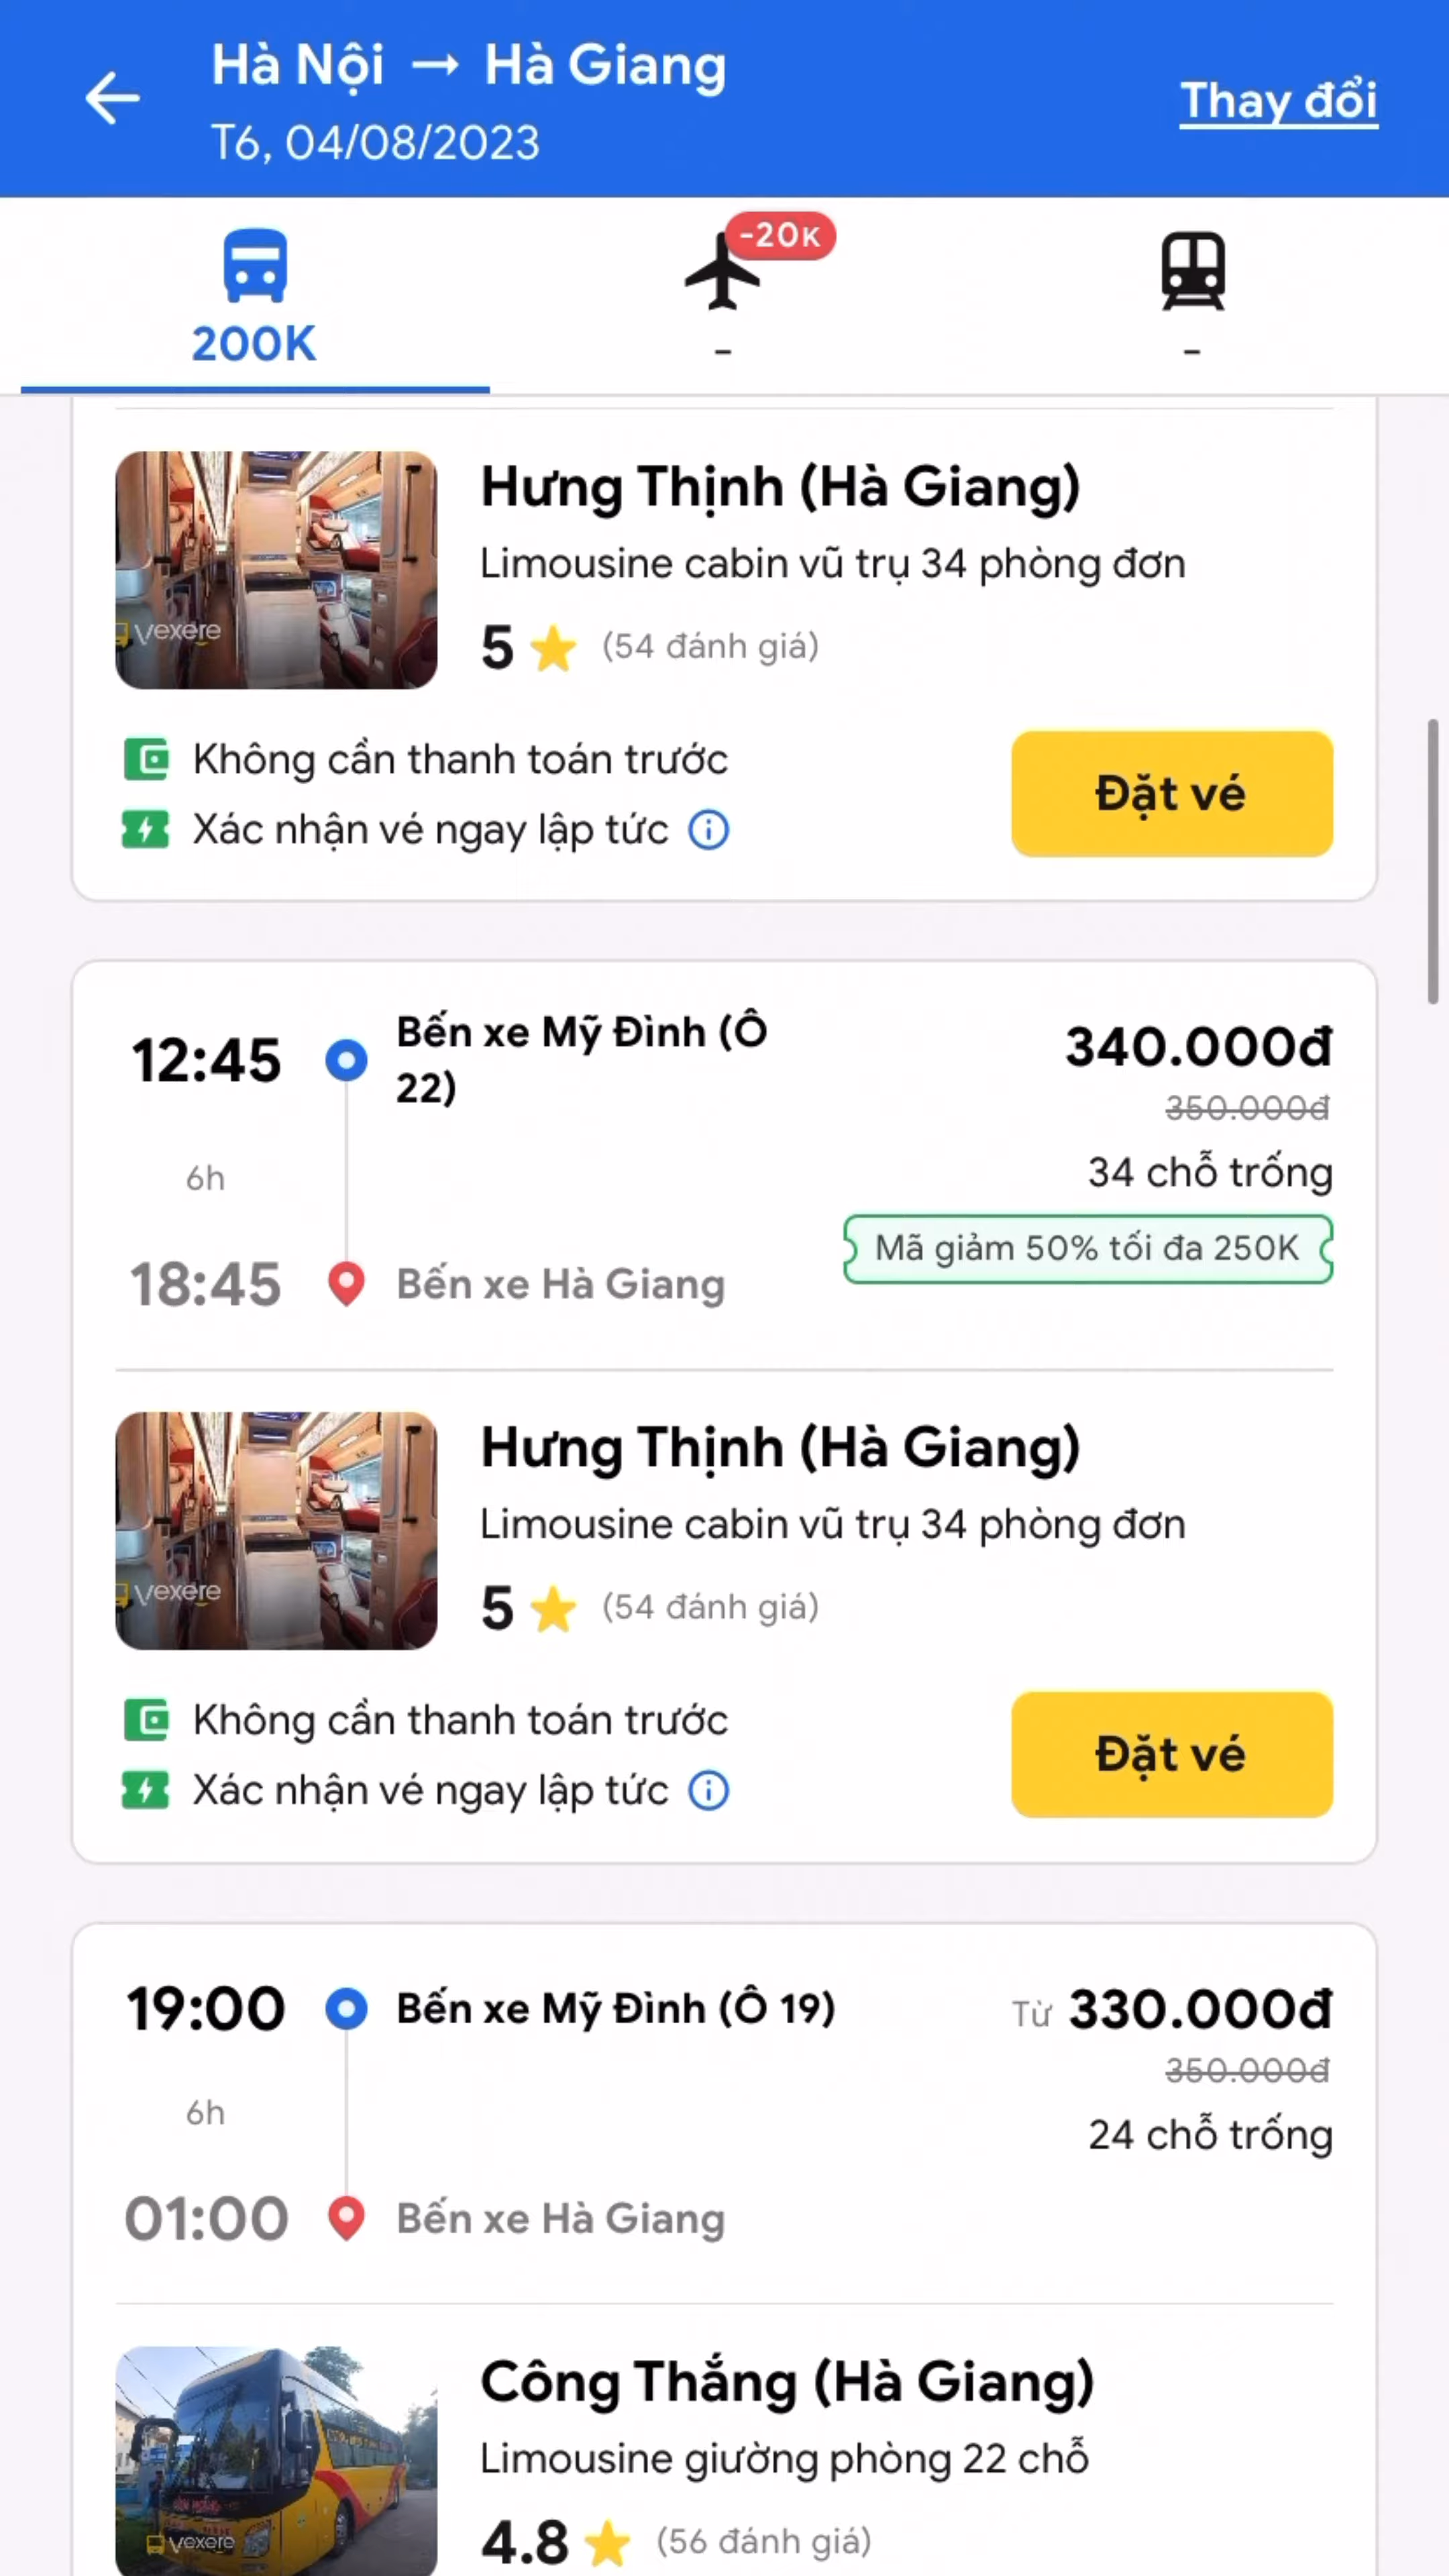 Hà Nội → Hà Giang
T6, 04/08/2023
Thay đổi
-20K
200K
-
-
Hưng Thịnh (Hà Giang)
Limousine cabin vũ trụ 34 phòng đơn
5 (54 đánh giá)
vexere
Không cần thanh toán trước
Xác nhận vé ngay lập tức
Đặt vé
12:45
Bến xe Mỹ Đình (Ô
22)
340.000đ
350.000đ
6h
34 chỗ trống
Mã giảm 50% tối đa 250K
18:45
Bến xe Hà Giang
Hưng Thịnh (Hà Giang)
Limousine cabin vũ trụ 34 phòng đơn
5 (54 đánh giá)
vexere
Không cần thanh toán trước
Xác nhận vé ngay lập tức
Đặt vé
19:00
Bến xe Mỹ Đình (Ô 19)
Từ 330.000đ
350.000đ
6h
24 chỗ trống
01:00
Bến xe Hà Giang
Công Thắng (Hà Giang)
Limousine giường phòng 22 chỗ
4.8 (56 đánh giá)
vexere